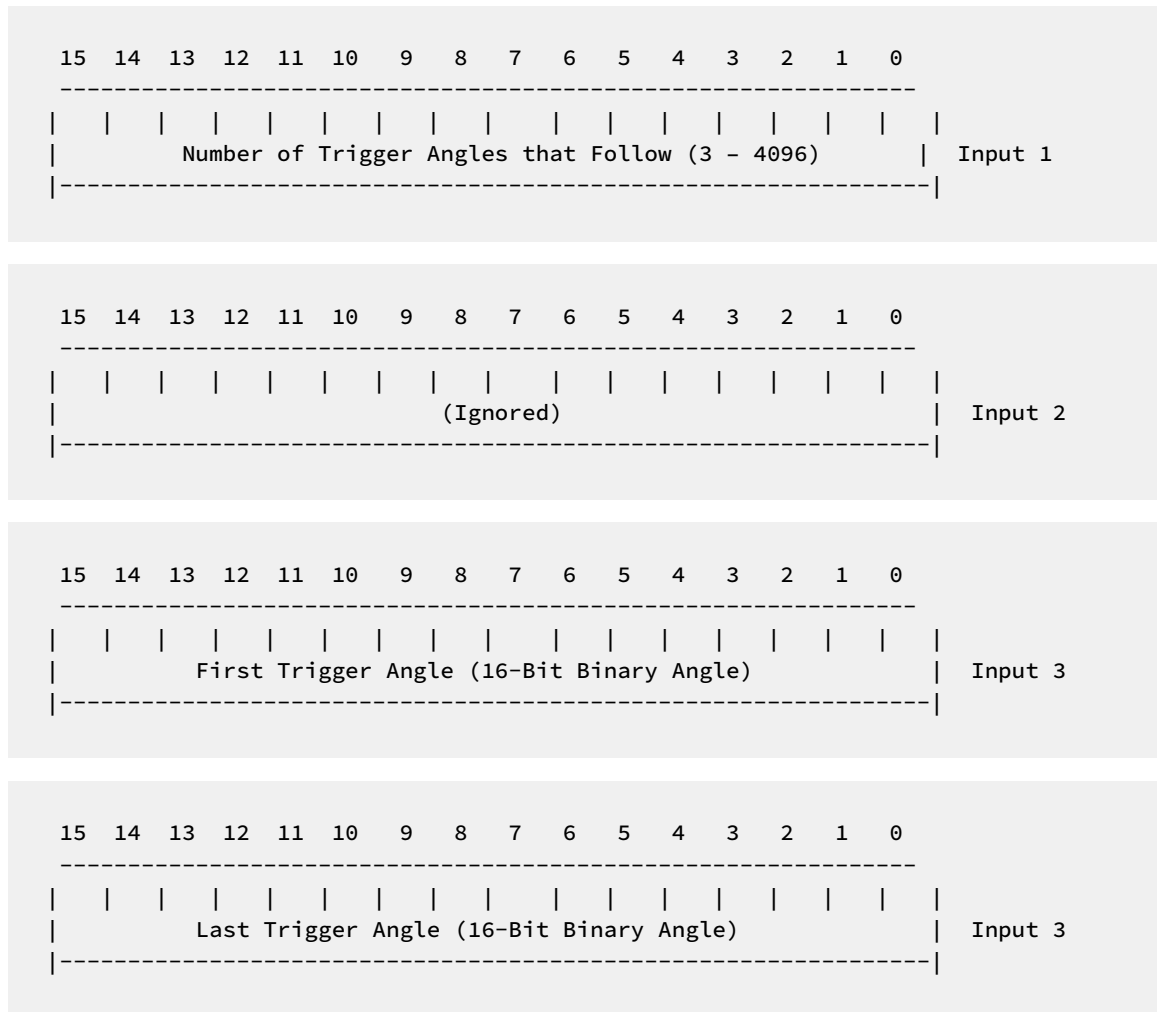 15  14  13  12  11  10   9   8   7   6   5   4   3   2   1   0
---------------------------------------------------------------
|   |   |   |   |   |   |   |   |    |   |   |   |   |   |   |   |
|         Number of Trigger Angles that Follow (3 – 4096)       |  Input 1
|----------------------------------------------------------------|
15  14  13  12  11  10   9   8   7   6   5   4   3   2   1   0
---------------------------------------------------------------
|   |   |   |   |   |   |   |   |    |   |   |   |   |   |   |   |
|                            (Ignored)                           |  Input 2
|----------------------------------------------------------------|
15  14  13  12  11  10   9   8   7   6   5   4   3   2   1   0
---------------------------------------------------------------
|   |   |   |   |   |   |   |   |    |   |   |   |   |   |   |   |
|          First Trigger Angle (16-Bit Binary Angle)             |  Input 3
|----------------------------------------------------------------|
15  14  13  12  11  10   9   8   7   6   5   4   3   2   1   0
---------------------------------------------------------------
|   |   |   |   |   |   |   |   |    |   |   |   |   |   |   |   |
|          Last Trigger Angle (16-Bit Binary Angle)              |  Input 3
|----------------------------------------------------------------|